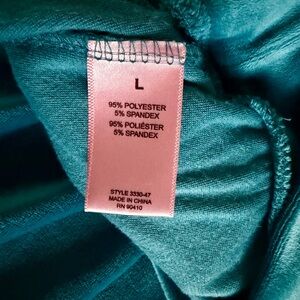 L
95% POLYESTER
5% SPANDEX
95% POLIÉSTER
5% SPANDEX
STYLE 3330-47
MADE IN CHINA
RN 90410